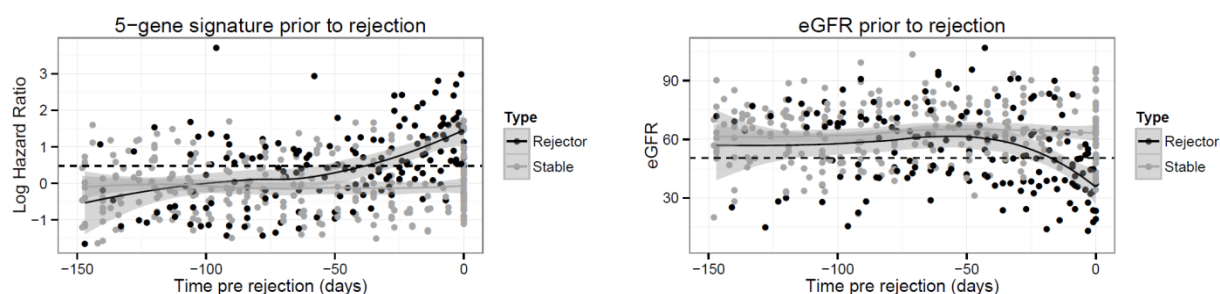 5-gene signature prior to rejection
Log Hazard Ratio
3
2
1
0
−1
−150
−100
−50
0
Time pre rejection (days)
Type
Rejector
Stable
eGFR prior to rejection
eGFR
90
60
30
−150
−100
−50
0
Time pre rejection (days)
Type
Rejector
Stable